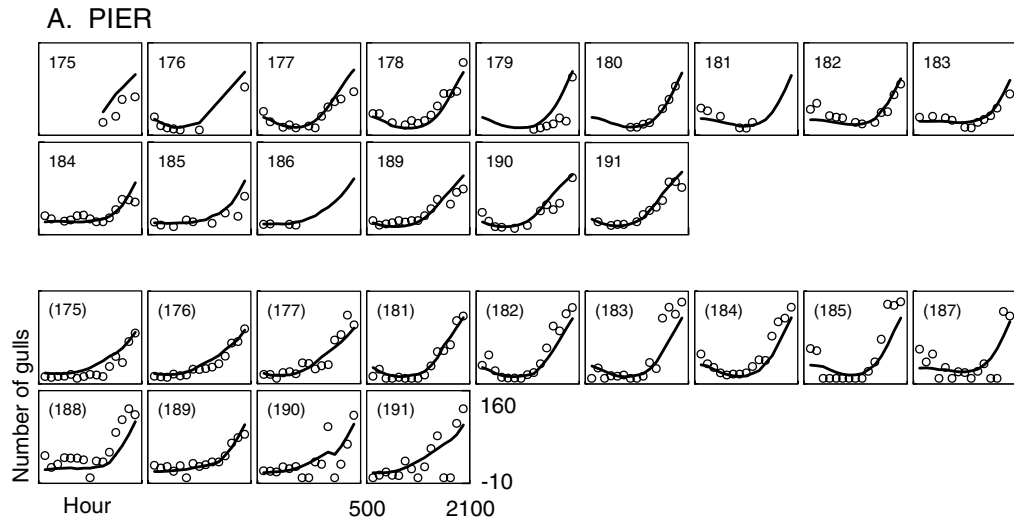 A. PIER
175 176 177 178 179 180 181 182 183
184 185 186 189 190 191
(175) (176) (177) (181) (182) (183) (184) (185) (187)
(188) (189) (190) (191) 160
Number of gulls
-10
Hour 500 2100